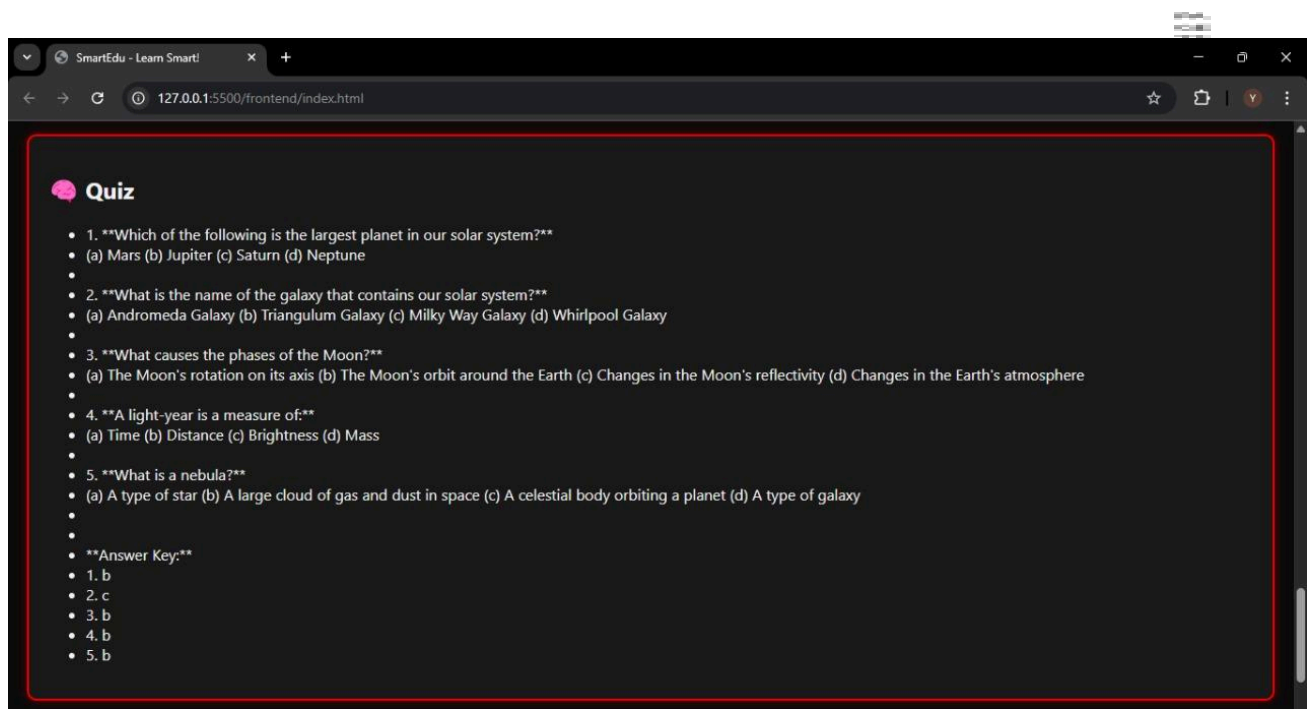 SmartEdu - Learn Smart!
127.0.0.1:5500/frontend/index.html
Y
Quiz
1. **Which of the following is the largest planet in our solar system?**
(a) Mars (b) Jupiter (c) Saturn (d) Neptune
2. **What is the name of the galaxy that contains our solar system?**
(a) Andromeda Galaxy (b) Triangulum Galaxy (c) Milky Way Galaxy (d) Whirlpool Galaxy
3. **What causes the phases of the Moon?**
(a) The Moon's rotation on its axis (b) The Moon's orbit around the Earth (c) Changes in the Moon's reflectivity (d) Changes in the Earth's atmosphere
4. **A light-year is a measure of:**
(a) Time (b) Distance (c) Brightness (d) Mass
5. **What is a nebula?**
(a) A type of star (b) A large cloud of gas and dust in space (c) A celestial body orbiting a planet (d) A type of galaxy
**Answer Key:**
1. b
2. c
3. b
4. b
5. b